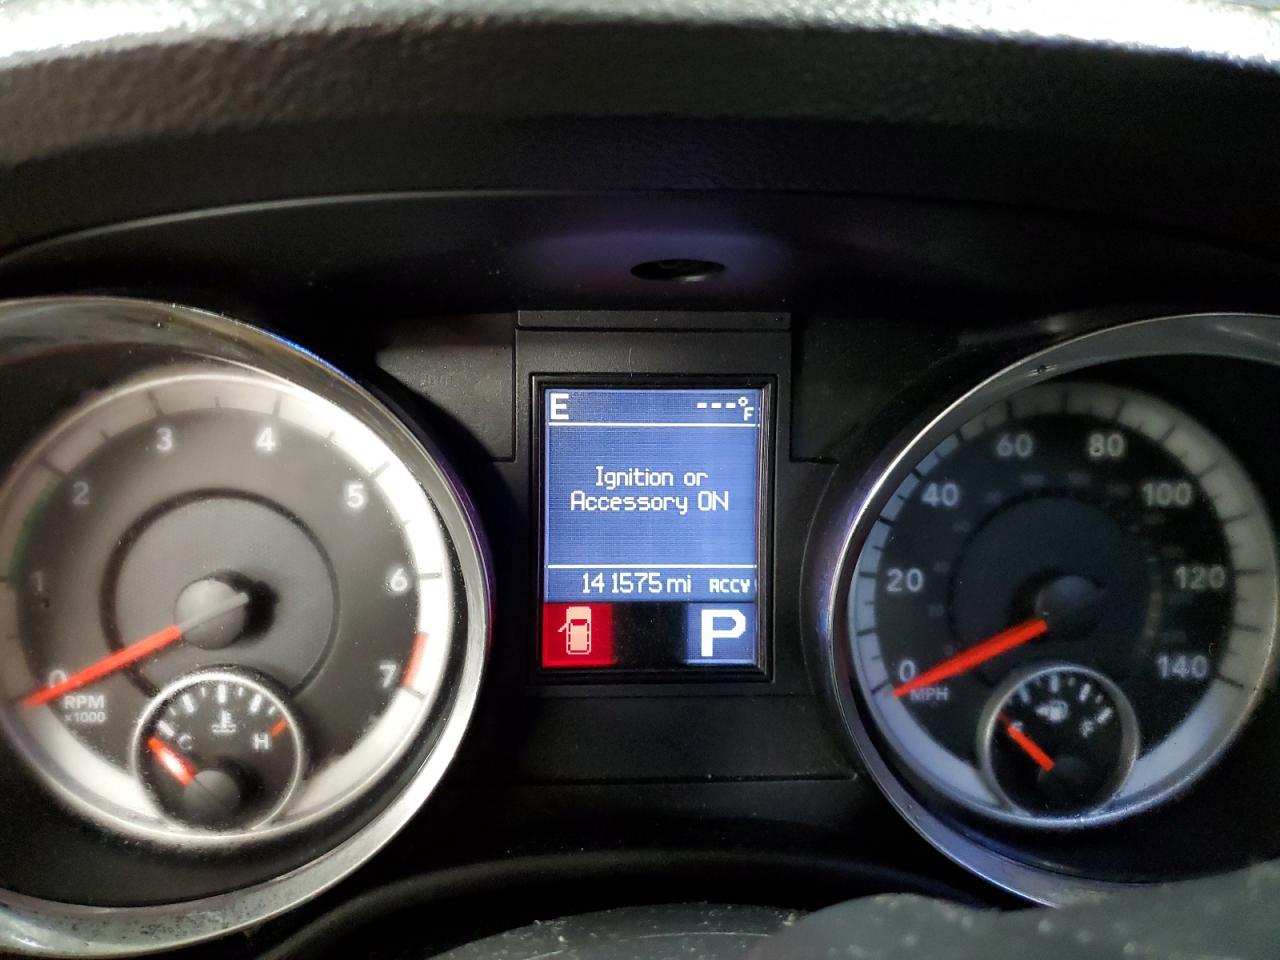 E ---°F
Ignition or
Accessory ON
141575 mi ACCY
P
0 1 2 3 4 5 6 7
RPM
x1000
C H
0 20 40 60 80 100 120 140
MPH
F